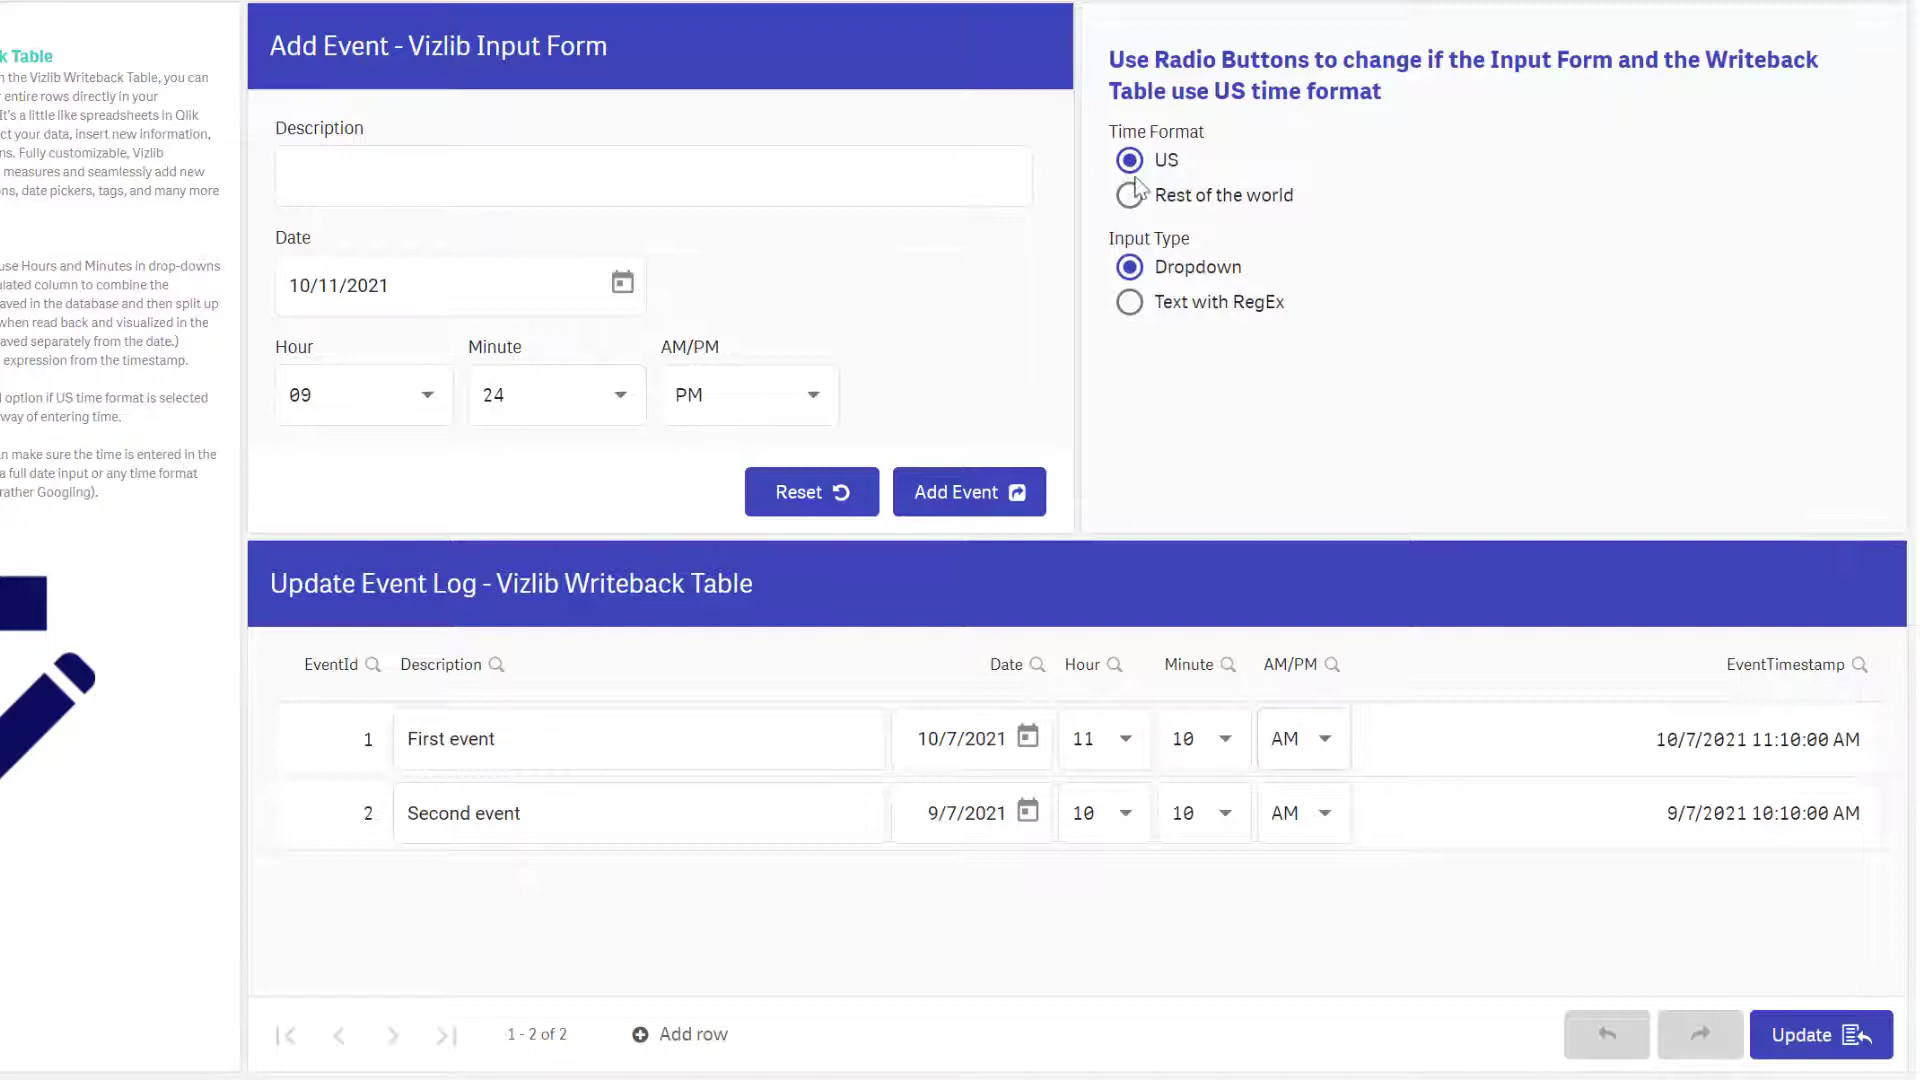 k Table
n the Vizlib Writeback Table, you can
r entire rows directly in your
It's a little like spreadsheets in Qlik
ct your data, insert new information,
ns. Fully customizable, Vizlib
measures and seamlessly add new
ns, date pickers, tags, and many more
use Hours and Minutes in drop-downs
ulated column to combine the
aved in the database and then split up
when read back and visualized in the
aved separately from the date.)
expression from the timestamp.
l option if US time format is selected
way of entering time.
n make sure the time is entered in the
a full date input or any time format
rather Googling).
Add Event - Vizlib Input Form
Description
Date
10/11/2021
Hour Minute AM/PM
09 24 PM
Reset Add Event
Use Radio Buttons to change if the Input Form and the Writeback
Table use US time format
Time Format
US
Rest of the world
Input Type
Dropdown
Text with RegEx
Update Event Log - Vizlib Writeback Table
EventId Description Date Hour Minute AM/PM EventTimestamp
1 First event 10/7/2021 11 10 AM 10/7/2021 11:10:00 AM
2 Second event 9/7/2021 10 10 AM 9/7/2021 10:10:00 AM
1 - 2 of 2 Add row Update